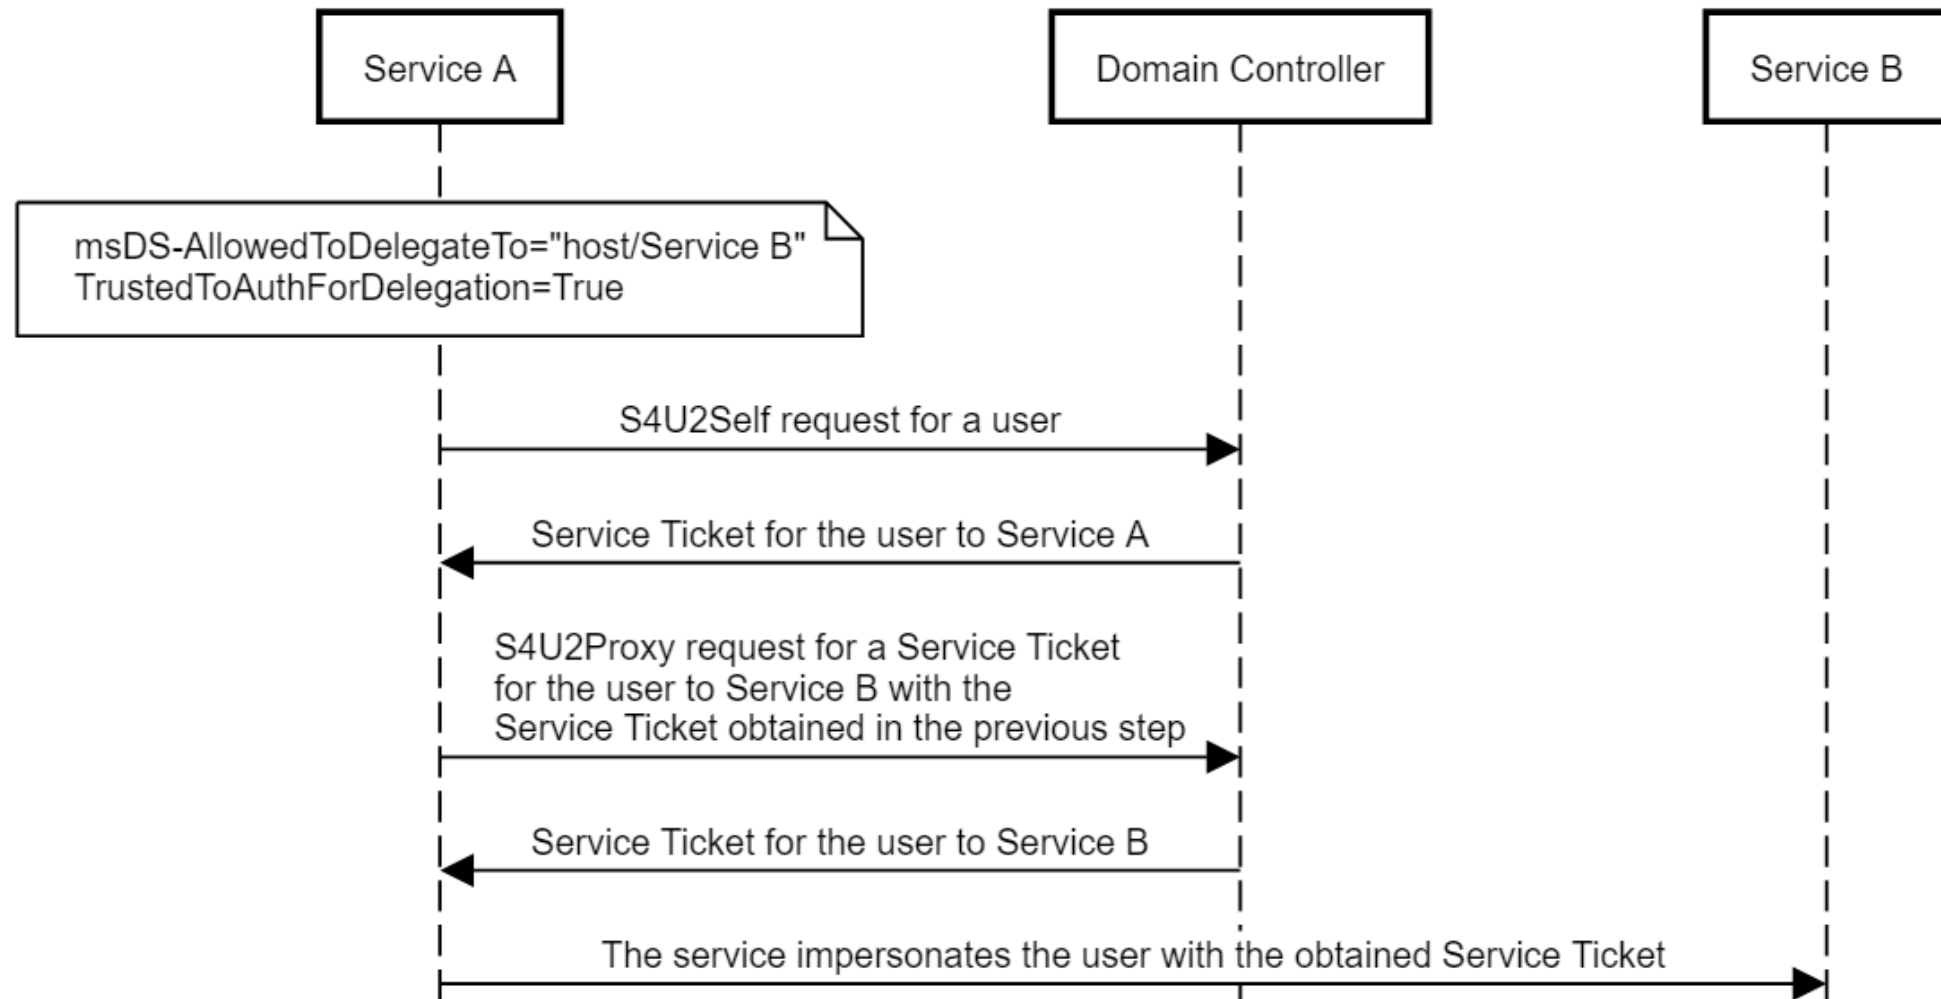 Service A
Domain Controller
Service B
msDS-AllowedToDelegateTo="host/Service B"
TrustedToAuthForDelegation=True
S4U2Self request for a user
Service Ticket for the user to Service A
S4U2Proxy request for a Service Ticket
for the user to Service B with the
Service Ticket obtained in the previous step
Service Ticket for the user to Service B
The service impersonates the user with the obtained Service Ticket